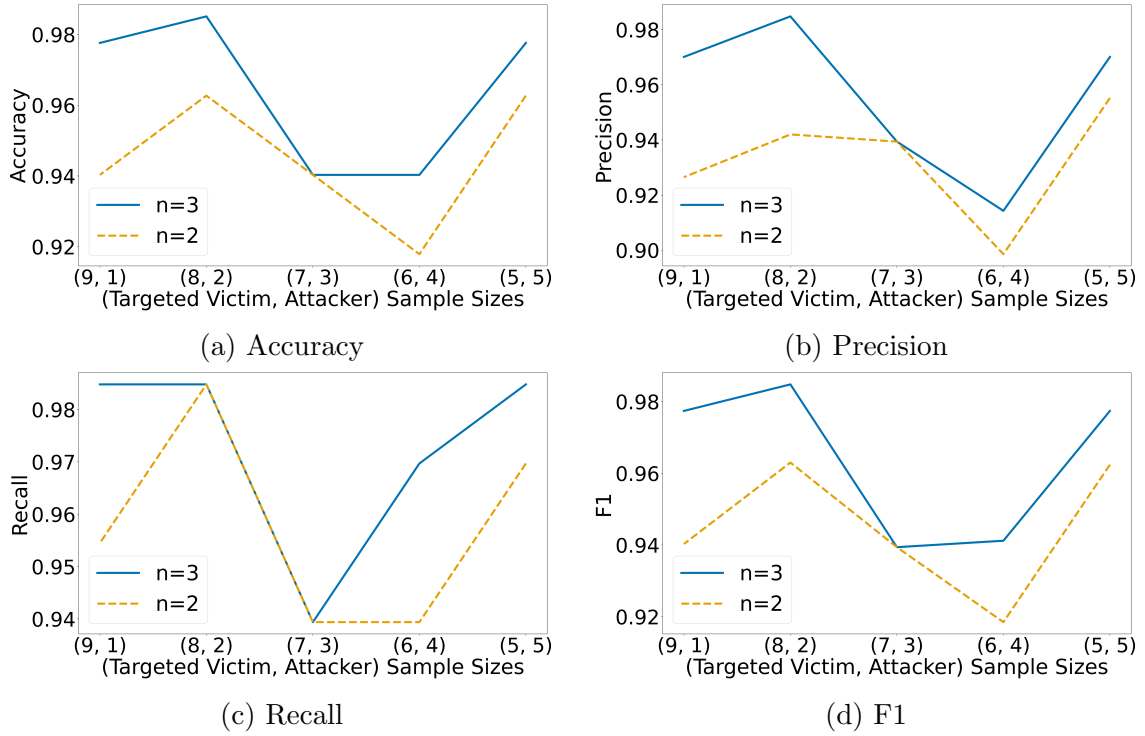 0.98
0.96
0.94
0.92
Accuracy
n=3
n=2
(9, 1) (8, 2) (7, 3) (6, 4) (5, 5)
(Targeted Victim, Attacker) Sample Sizes
(a) Accuracy
0.98
0.96
0.94
0.92
0.90
Precision
n=3
n=2
(9, 1) (8, 2) (7, 3) (6, 4) (5, 5)
(Targeted Victim, Attacker) Sample Sizes
(b) Precision
0.98
0.97
0.96
0.95
0.94
Recall
n=3
n=2
(9, 1) (8, 2) (7, 3) (6, 4) (5, 5)
(Targeted Victim, Attacker) Sample Sizes
(c) Recall
0.98
0.96
0.94
0.92
F1
n=3
n=2
(9, 1) (8, 2) (7, 3) (6, 4) (5, 5)
(Targeted Victim, Attacker) Sample Sizes
(d) F1